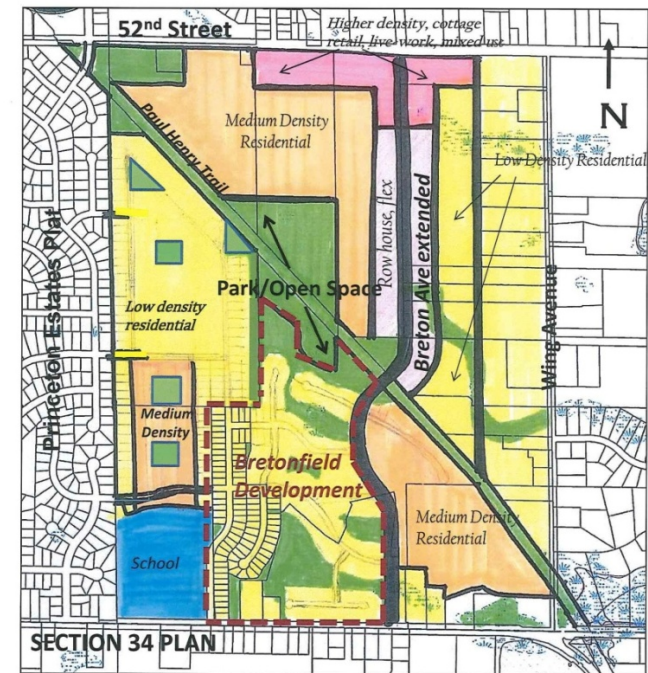 52nd Street
Higher density, cottage
retail, live-work, mixed use
N
Paul Henry Trail
Medium Density
Residential
Low Density Residential
Row house, flex
Breton Ave extended
Princeton Estates Plat
Park/Open Space
Low density
residential
Wing Avenue
Medium
Density
Bretonfield
Development
Medium Density
Residential
School
SECTION 34 PLAN